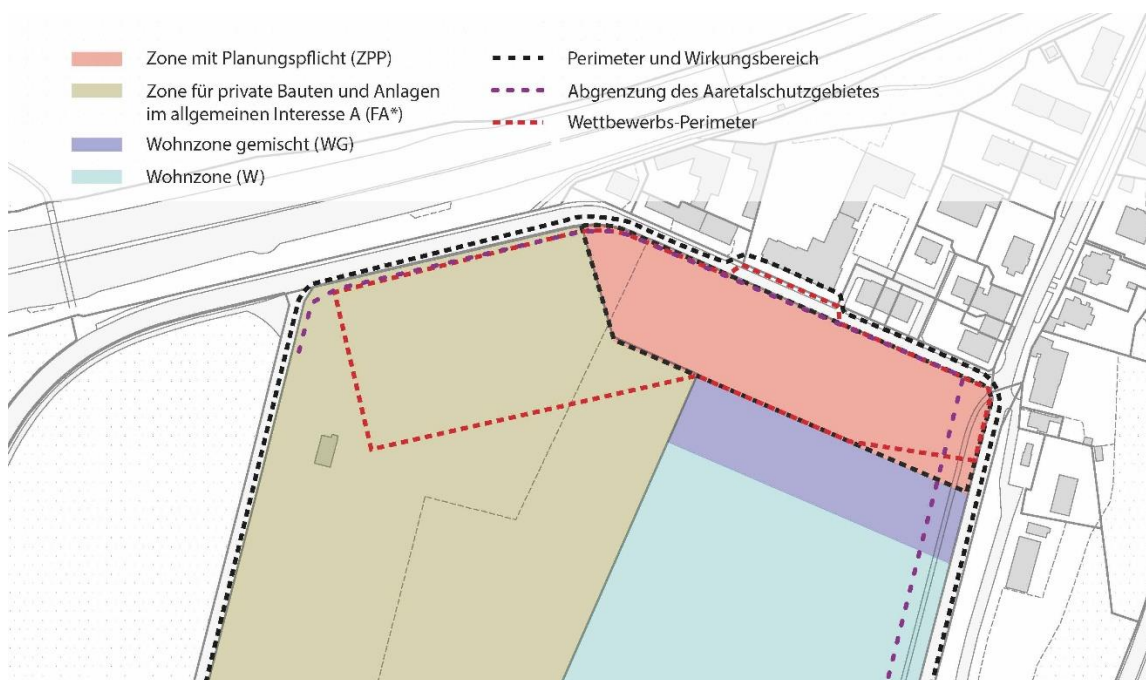 Zone mit Planungspflicht (ZPP)
Zone für private Bauten und Anlagen
im allgemeinen Interesse A (FA*)
Wohnzone gemischt (WG)
Wohnzone (W)
Perimeter und Wirkungsbereich
Abgrenzung des Aaretalschutzgebietes
Wettbewerbs-Perimeter